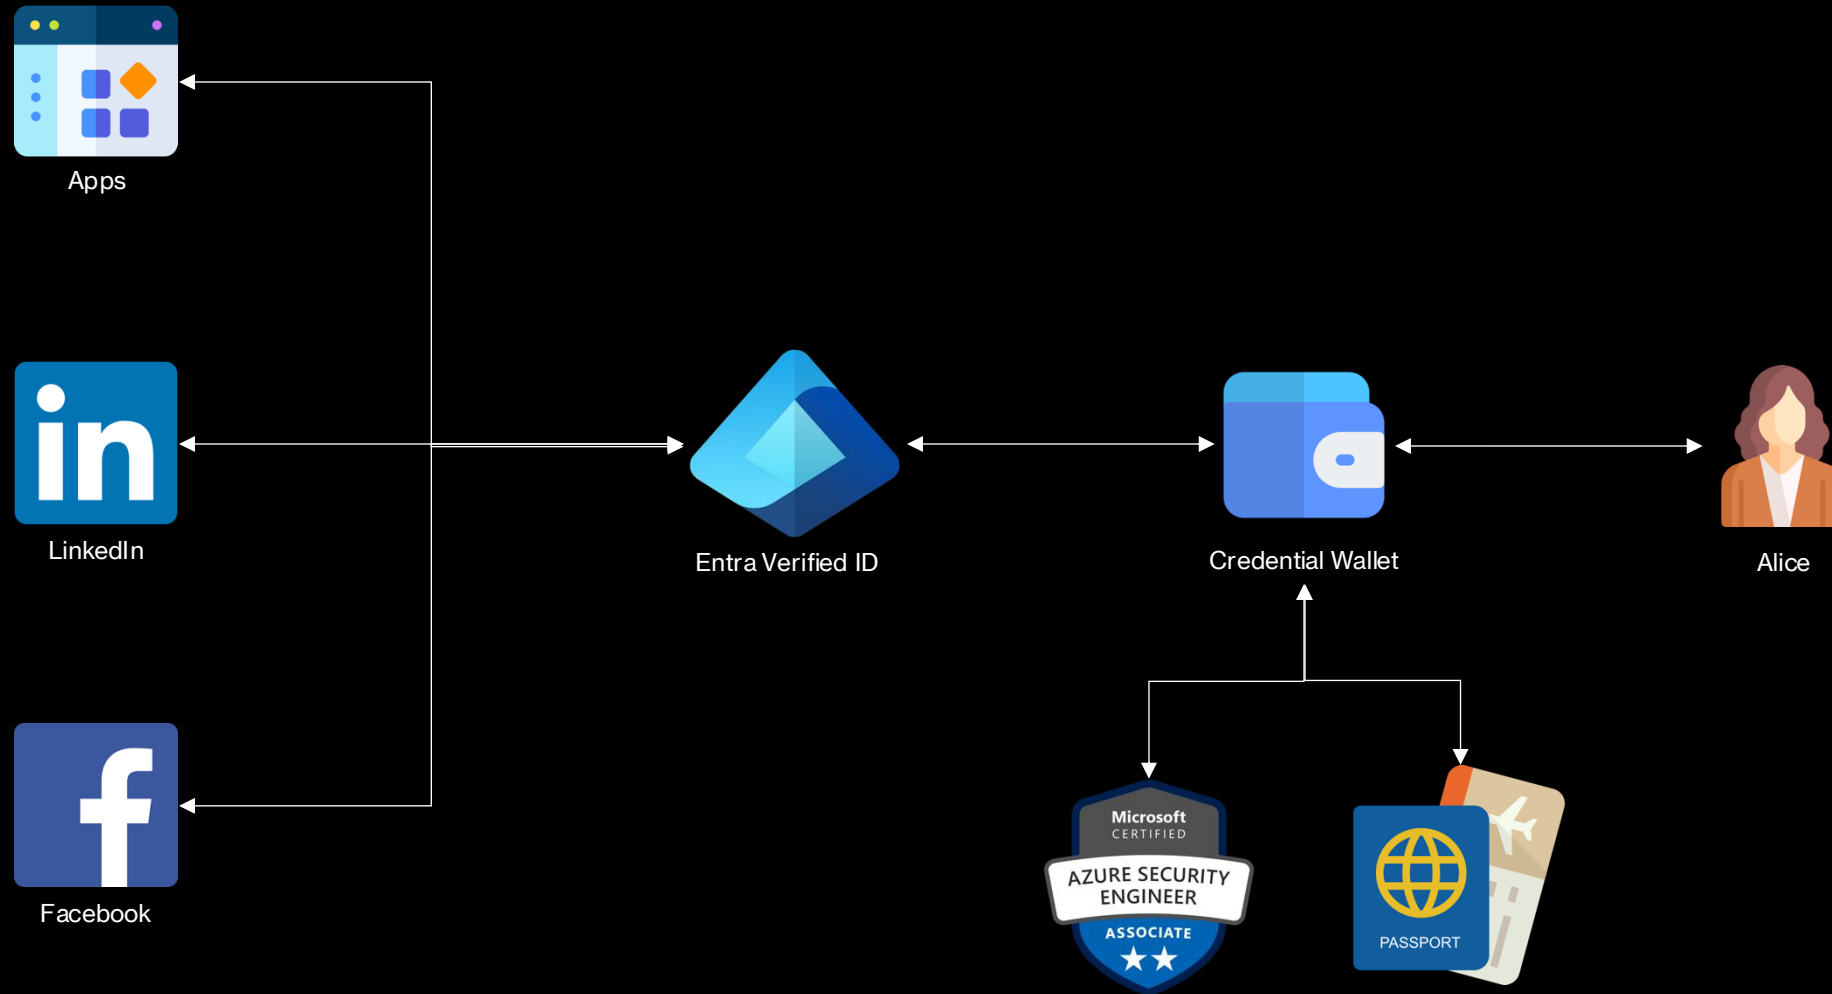 Apps
in
LinkedIn
Entra Verified ID
Credential Wallet
Alice
f
Facebook
Microsoft
CERTIFIED
AZURE SECURITY
ENGINEER
ASSOCIATE
PASSPORT